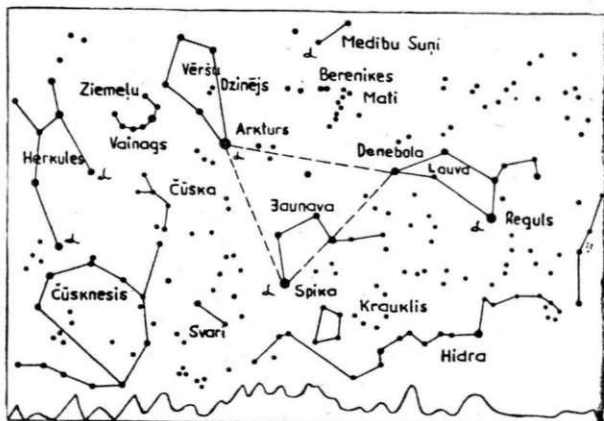 Medību Suņi
α
Vēršu
Dzinējs
Berenikes
Mati
Ziemeļu
Vainags
Arkturs
α
Denebola
Lauva
Herkules
α
Čūska
Jaunava
Reguls
α
α
Čūsknesis
Spika
α
Svari
Krauklis
Hidra